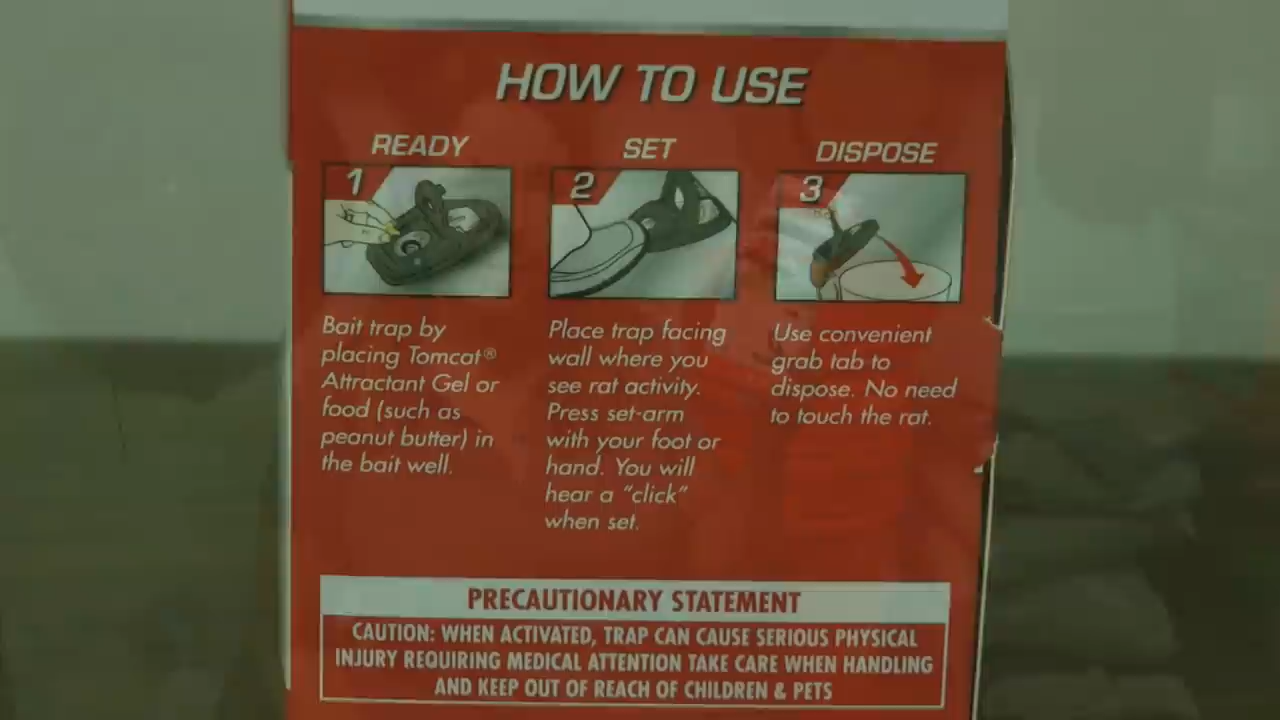 HOW TO USE
READY
1
Bait trap by
placing Tomcat®
Attractant Gel or
food (such as
peanut butter) in
the bait well.
SET
2
Place trap facing
wall where you
see rat activity.
Press set-arm
with your foot or
hand. You will
hear a “click”
when set.
DISPOSE
3
Use convenient
grab tab to
dispose. No need
to touch the rat.
PRECAUTIONARY STATEMENT
CAUTION: WHEN ACTIVATED, TRAP CAN CAUSE SERIOUS PHYSICAL
INJURY REQUIRING MEDICAL ATTENTION TAKE CARE WHEN HANDLING
AND KEEP OUT OF REACH OF CHILDREN & PETS